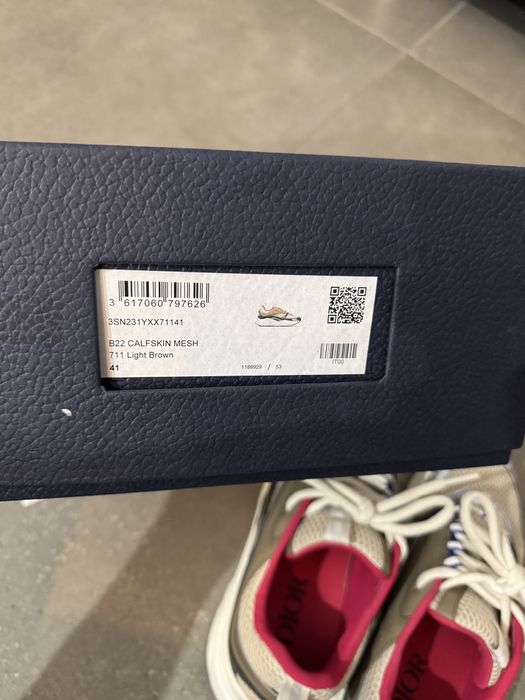 3 617060 797626
3SN231YXX71141
B22 CALFSKIN MESH
711 Light Brown
41
1188929 / 53
IT00
DIOR
DIOR